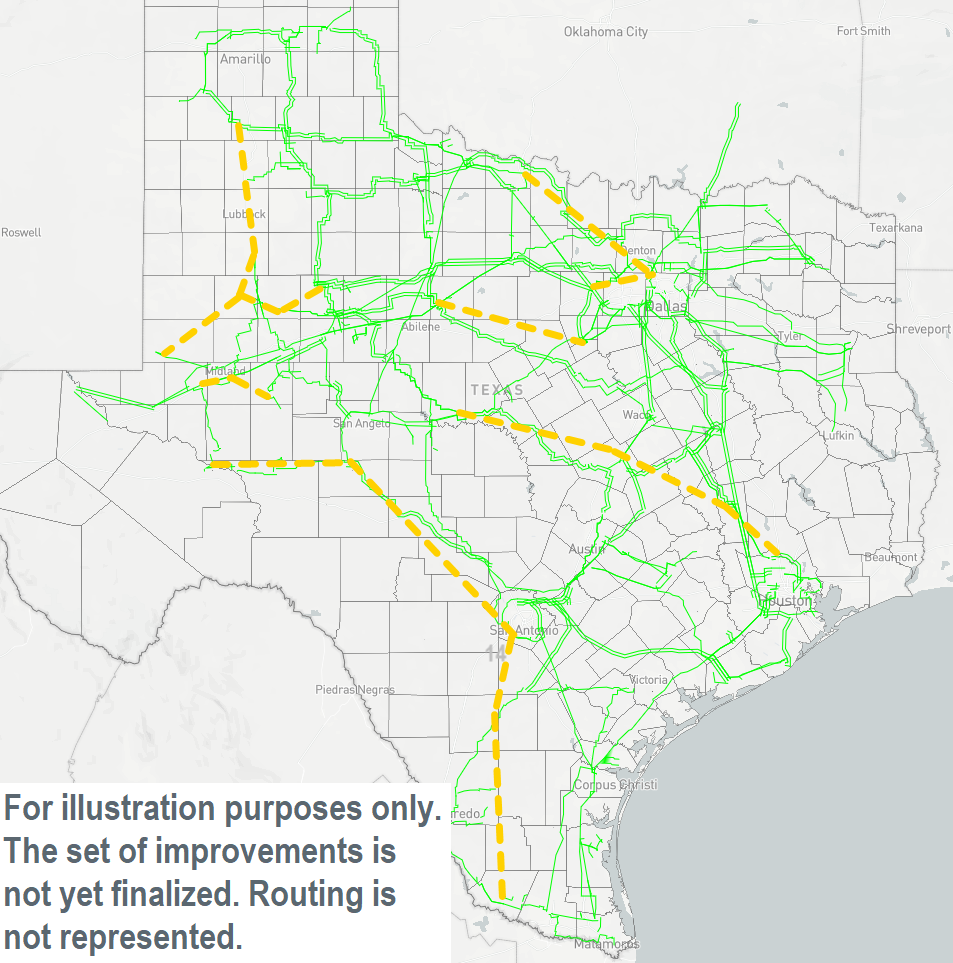 Oklahoma City
Fort Smith
Amarillo
Lubbock
Roswell
Texarkana
Denton
Dallas
Abilene
Shreveport
Tyler
Midland
TEXAS
Waco
San Angelo
Lufkin
Austin
Beaumont
Houston
San Antonio
14
Victoria
Piedras Negras
Corpus Christi
redo
Matamoros
For illustration purposes only.
The set of improvements is
not yet finalized. Routing is
not represented.